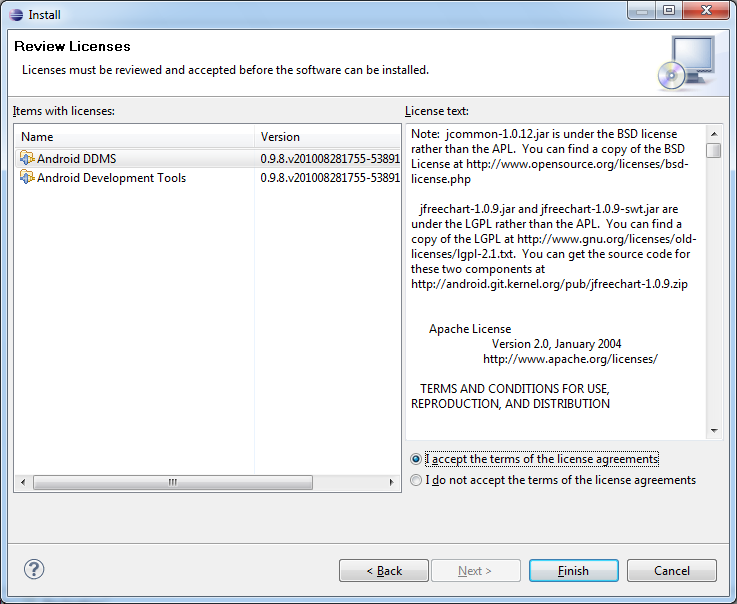 Install
Review Licenses
Licenses must be reviewed and accepted before the software can be installed.
Items with licenses:
Name Version
Android DDMS 0.9.8.v201008281755-53891
Android Development Tools 0.9.8.v201008281755-53891
License text:
Note:  jcommon-1.0.12.jar is under the BSD license
rather than the APL.  You can find a copy of the BSD
License at http://www.opensource.org/licenses/bsd-
license.php
jfreechart-1.0.9.jar and jfreechart-1.0.9-swt.jar are
under the LGPL rather than the APL.  You can find a
copy of the LGPL at http://www.gnu.org/licenses/old-
licenses/lgpl-2.1.txt.  You can get the source code for
these two components at
http://android.git.kernel.org/pub/jfreechart-1.0.9.zip
Apache License
Version 2.0, January 2004
http://www.apache.org/licenses/
TERMS AND CONDITIONS FOR USE,
REPRODUCTION, AND DISTRIBUTION
I accept the terms of the license agreements
I do not accept the terms of the license agreements
? < Back Next > Finish Cancel